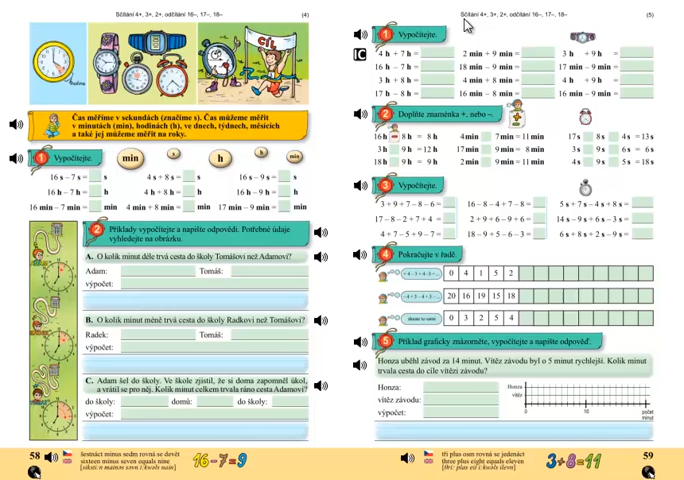 Sčítání 4+, 3+, 2+, odčítání 16–, 17–, 18–
(4)
CÍL
Čas měříme v sekundách (značíme s). Čas můžeme měřit
v minutách (min), hodinách (h), ve dnech, týdnech, měsících
a také jej můžeme měřit na roky.
1 Vypočítejte.
min s h h min
16 s – 7 s = s 4 s + 8 s = s 16 s – 9 s = s
16 h – 7 h = h 4 h + 8 h = h 16 h – 9 h = h
16 min – 7 min = min 4 min + 8 min = min 17 min – 9 min = min
2 Příklady vypočítejte a napište odpovědi. Potřebné údaje
vyhledejte na obrázku.
A. O kolik minut déle trvá cesta do školy Tomášovi než Adamovi?
Adam: Tomáš:
výpočet:
B. O kolik minut méně trvá cesta do školy Radkovi než Tomášovi?
Radek: Tomáš:
výpočet:
C. Adam šel do školy. Ve škole zjistil, že si doma zapomněl úkol,
a vrátil se pro něj. Kolik minut celkem trvala ráno cesta Adamovi?
do školy: domů: do školy:
výpočet:
58
šestnáct minus sedm rovná se devět
sixteen minus seven equals nine
16 – 7 = 9
Sčítání 4+, 3+, 2+, odčítání 16–, 17–, 18–
(5)
1 Vypočítejte.
4 h + 7 h = 2 min + 9 min = 3 h + 9 h =
16 h – 7 h = 18 min – 9 min = 17 min – 9 min =
3 h + 8 h = 4 min + 8 min = 4 h + 9 h =
17 h – 8 h = 16 min – 8 min = 16 min – 9 min =
2 Doplňte znaménka +, nebo –.
16 h 8 h = 8 h 4 min 7 min = 11 min 17 s 8 s 4 s = 13 s
3 h 9 h = 12 h 17 min 9 min = 8 min 3 s 9 s 6 s = 6 s
18 h 9 h = 9 h 2 min 9 min = 11 min 4 s 9 s 5 s = 18 s
3 Vypočítejte.
3 + 9 + 7 – 8 – 6 = 16 – 8 – 4 + 7 – 8 = 5 s + 7 s – 4 s + 8 s =
17 – 8 – 2 + 7 + 4 = 2 + 9 + 6 – 9 + 6 = 14 s – 9 s + 6 s – 3 s =
4 + 7 – 5 + 9 – 7 = 18 – 9 + 5 – 6 – 3 = 6 s + 8 s + 2 s – 9 s =
4 Pokračujte v řadě.
0 4 1 5 2
20 16 19 15 18
0 3 2 5 4
5 Příklad graficky znázorněte, vypočítejte a napište odpověď.
Honza uběhl závod za 14 minut. Vítěz závodu byl o 5 minut rychlejší. Kolik minut
trvala cesta do cíle vítězi závodu?
Honza:
vítěz závodu:
výpočet:
Honza
vítěz
0 10
počet
minut
tři plus osm rovná se jedenáct
three plus eight equals eleven
3 + 8 = 11
59